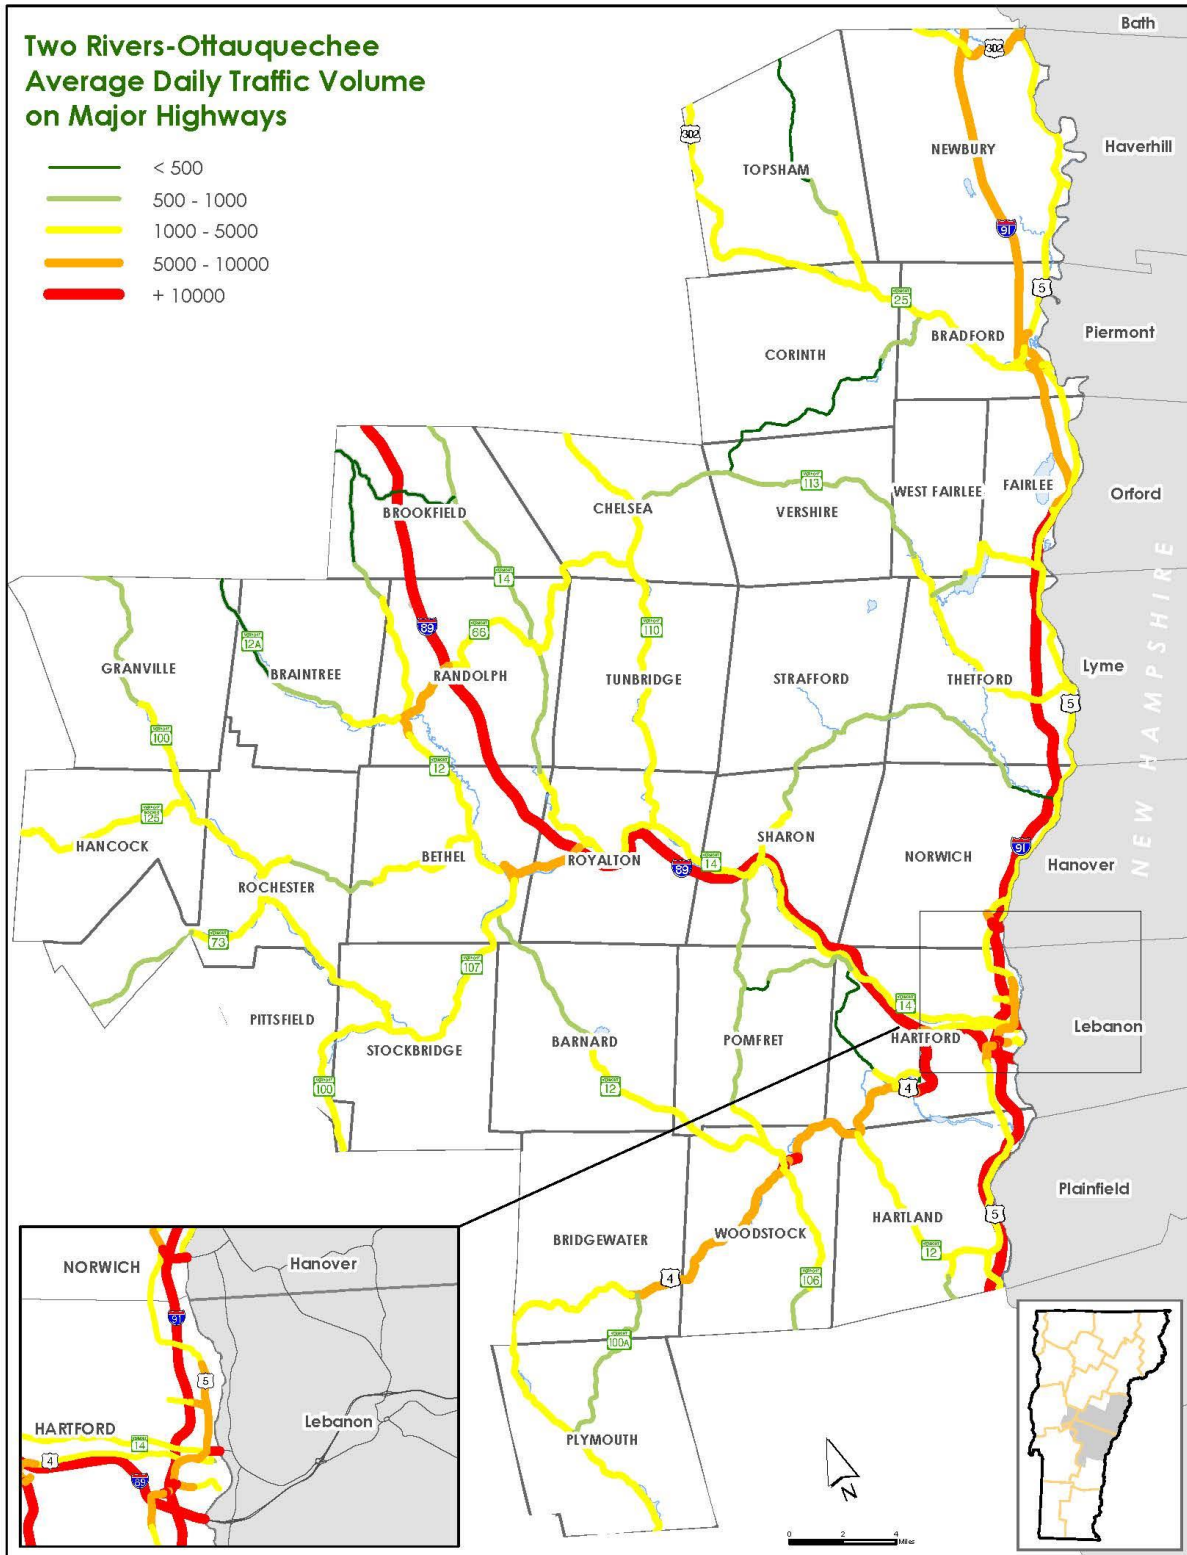 Two Rivers-Ottauquechee
Average Daily Traffic Volume
on Major Highways
< 500
500 - 1000
1000 - 5000
5000 - 10000
+ 10000
Bath
302
302
Haverhill
NEWBURY
TOPSHAM
91
5
25
Piermont
BRADFORD
CORINTH
WEST FAIRLEE
FAIRLEE
Orford
113
CHELSEA
VERSHIRE
BROOKFIELD
14
NEW HAMPSHIRE
89
66
110
12A
GRANVILLE
BRAINTREE
RANDOLPH
TUNBRIDGE
STRAFFORD
THETFORD
Lyme
5
100
12
125
HANCOCK
BETHEL
ROYALTON
SHARON
14
89
NORWICH
91
Hanover
ROCHESTER
73
107
PITTSFIELD
STOCKBRIDGE
BARNARD
POMFRET
14
HARTFORD
Lebanon
100
12
4
Plainfield
BRIDGEWATER
WOODSTOCK
HARTLAND
5
12
4
106
100A
PLYMOUTH
NORWICH
Hanover
91
5
HARTFORD
14
4
89
Lebanon
N
0 2 4
Miles